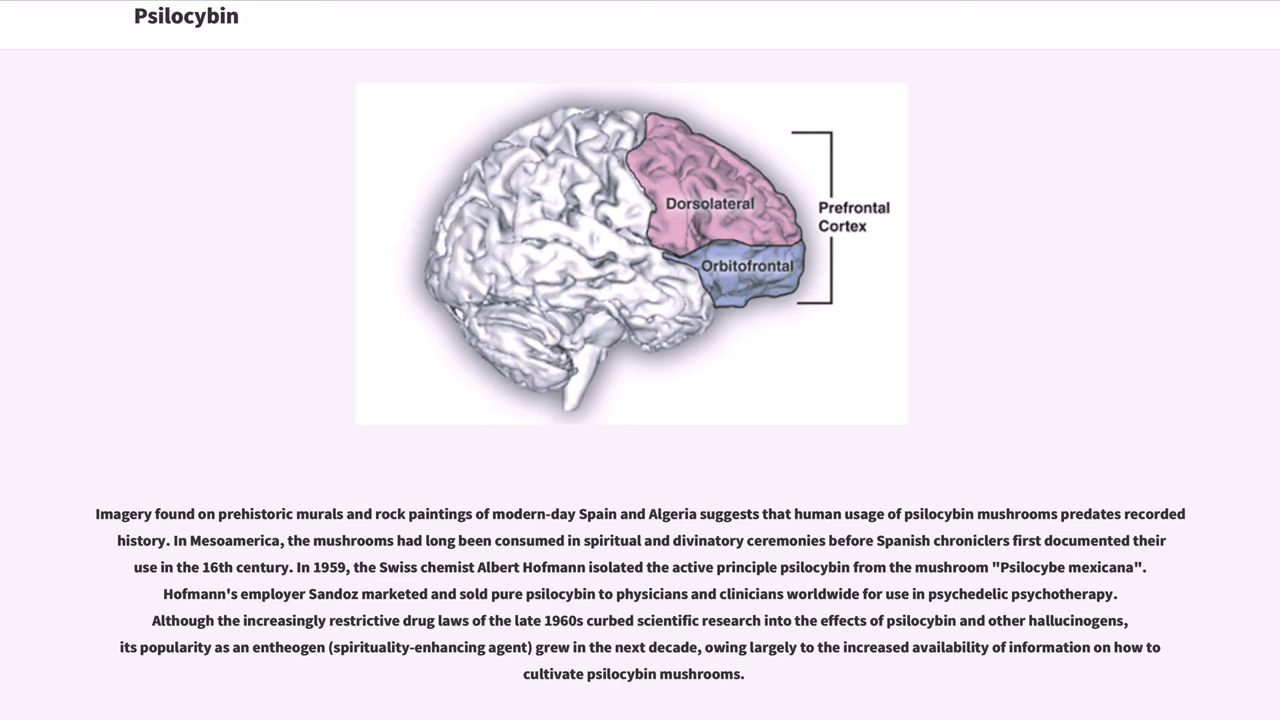 Psilocybin
Dorsolateral
Prefrontal
Cortex
Orbitofrontal
Imagery found on prehistoric murals and rock paintings of modern-day Spain and Algeria suggests that human usage of psilocybin mushrooms predates recorded
history. In Mesoamerica, the mushrooms had long been consumed in spiritual and divinatory ceremonies before Spanish chroniclers first documented their
use in the 16th century. In 1959, the Swiss chemist Albert Hofmann isolated the active principle psilocybin from the mushroom "Psilocybe mexicana".
Hofmann's employer Sandoz marketed and sold pure psilocybin to physicians and clinicians worldwide for use in psychedelic psychotherapy.
Although the increasingly restrictive drug laws of the late 1960s curbed scientific research into the effects of psilocybin and other hallucinogens,
its popularity as an entheogen (spirituality-enhancing agent) grew in the next decade, owing largely to the increased availability of information on how to
cultivate psilocybin mushrooms.